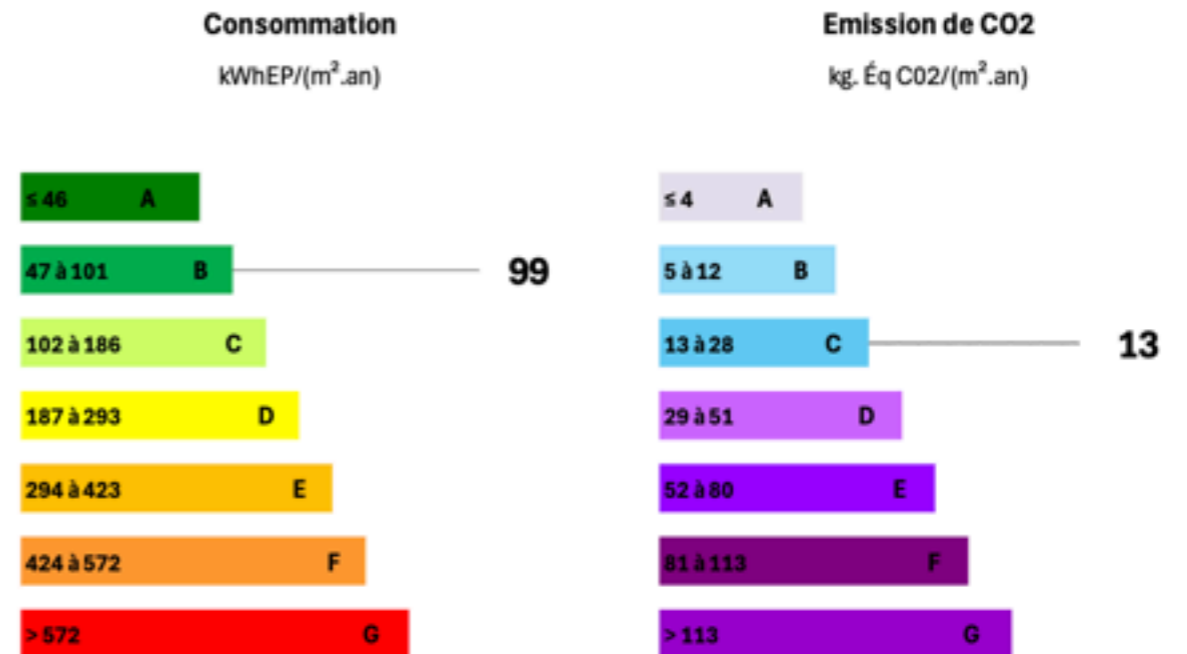 Consommation
kWhEP/(m².an)
≤ 46 A
47 à 101 B
99
102 à 186 C
187 à 293 D
294 à 423 E
424 à 572 F
> 572 G
Emission de CO2
kg. Éq C02/(m².an)
≤ 4 A
5 à 12 B
13 à 28 C
13
29 à 51 D
52 à 80 E
81 à 113 F
> 113 G